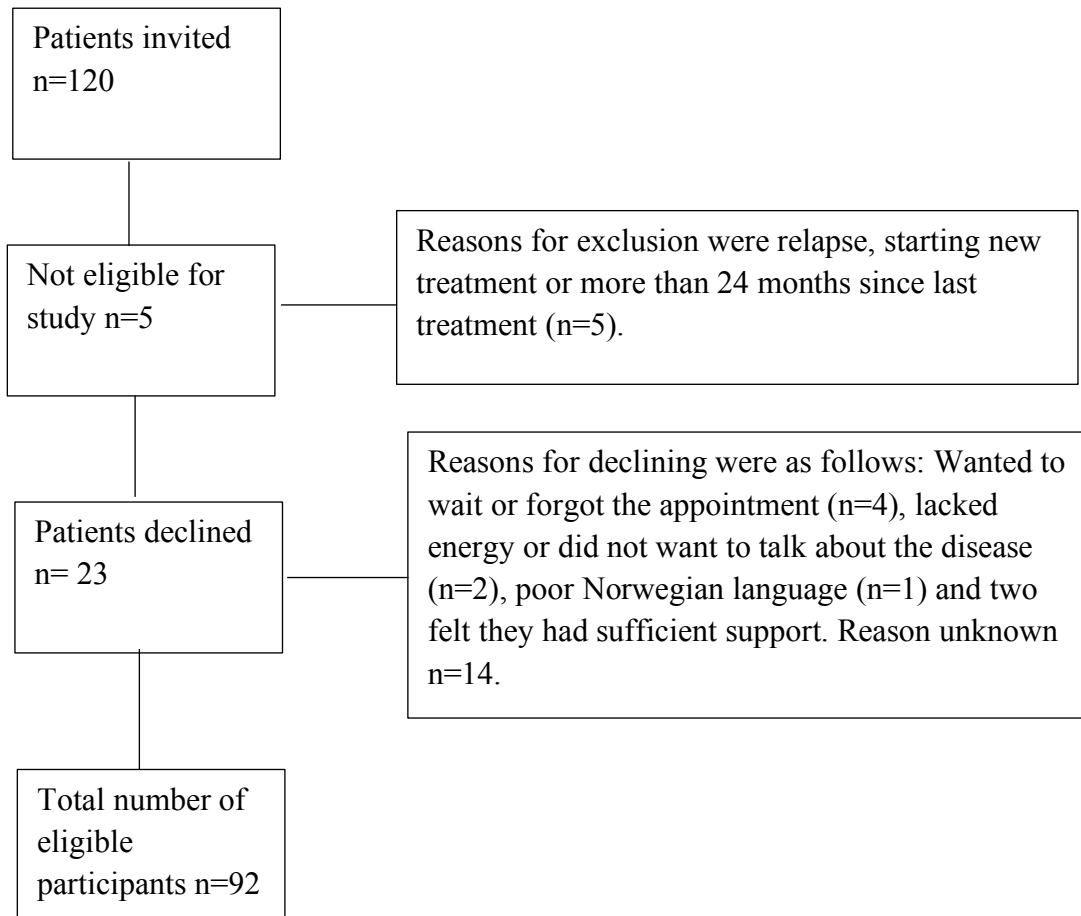 Patients invited
n=120
Not eligible for
study n=5
Reasons for exclusion were relapse, starting new
treatment or more than 24 months since last
treatment (n=5).
Patients declined
n= 23
Reasons for declining were as follows: Wanted to
wait or forgot the appointment (n=4), lacked
energy or did not want to talk about the disease
(n=2), poor Norwegian language (n=1) and two
felt they had sufficient support. Reason unknown
n=14.
Total number of
eligible
participants n=92